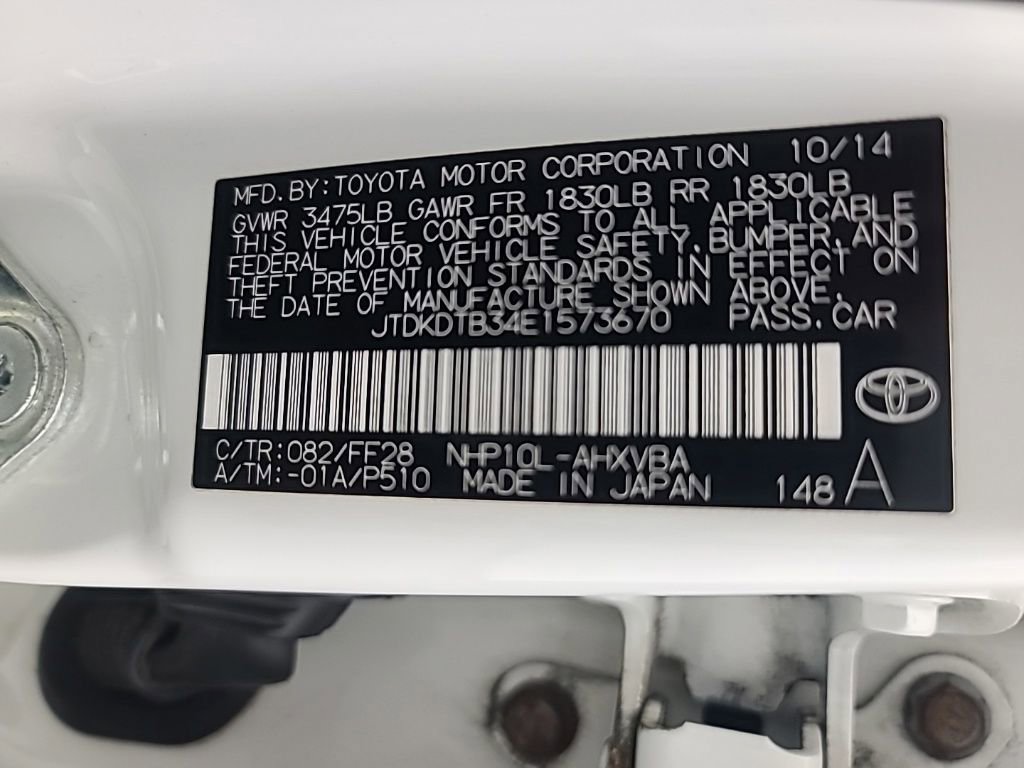 MFD. BY: TOYOTA MOTOR CORPORATION 10/14
GVWR 3475LB GAWR FR 1830LB RR 1830LB
THIS VEHICLE CONFORMS TO ALL APPLICABLE
FEDERAL MOTOR VEHICLE SAFETY, BUMPER, AND
THEFT PREVENTION STANDARDS IN EFFECT ON
THE DATE OF MANUFACTURE SHOWN ABOVE.
JTDKDTB34E1573670 PASS. CAR
C/TR: 082/FF28 NHP10L-AHXVBA
A/TM: -01A/P510 MADE IN JAPAN 148 A